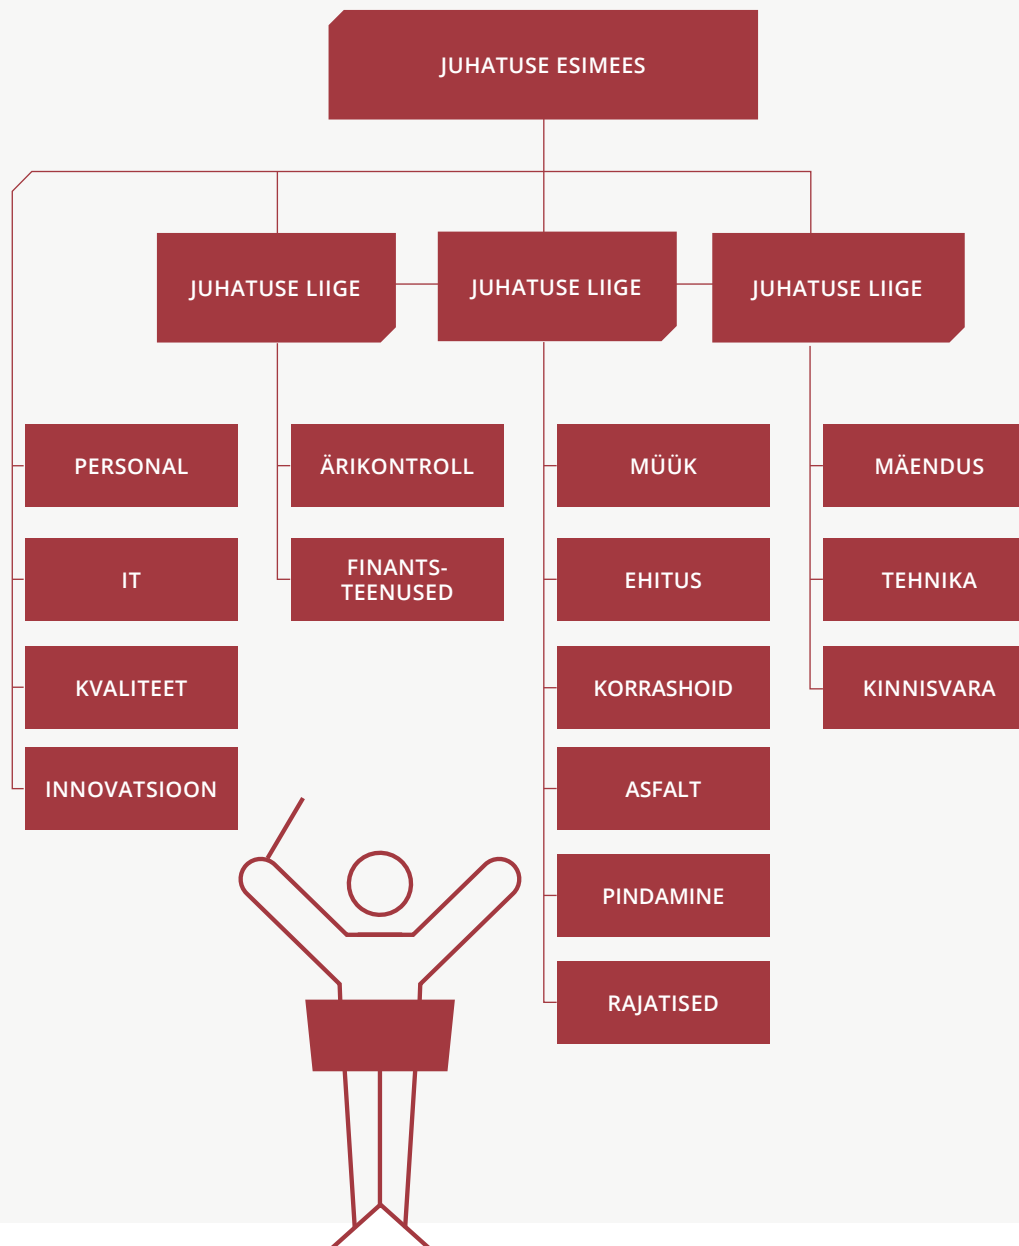 JUHATUSE ESIMEES
JUHATUSE LIIGE
JUHATUSE LIIGE
JUHATUSE LIIGE
PERSONAL
IT
KVALITEET
INNOVATSIOON
ÄRIKONTROLL
FINANTS-
TEENUSED
MÜÜK
EHITUS
KORRASHOID
ASFALT
PINDAMINE
RAJATISED
MÄENDUS
TEHNIKA
KINNISVARA